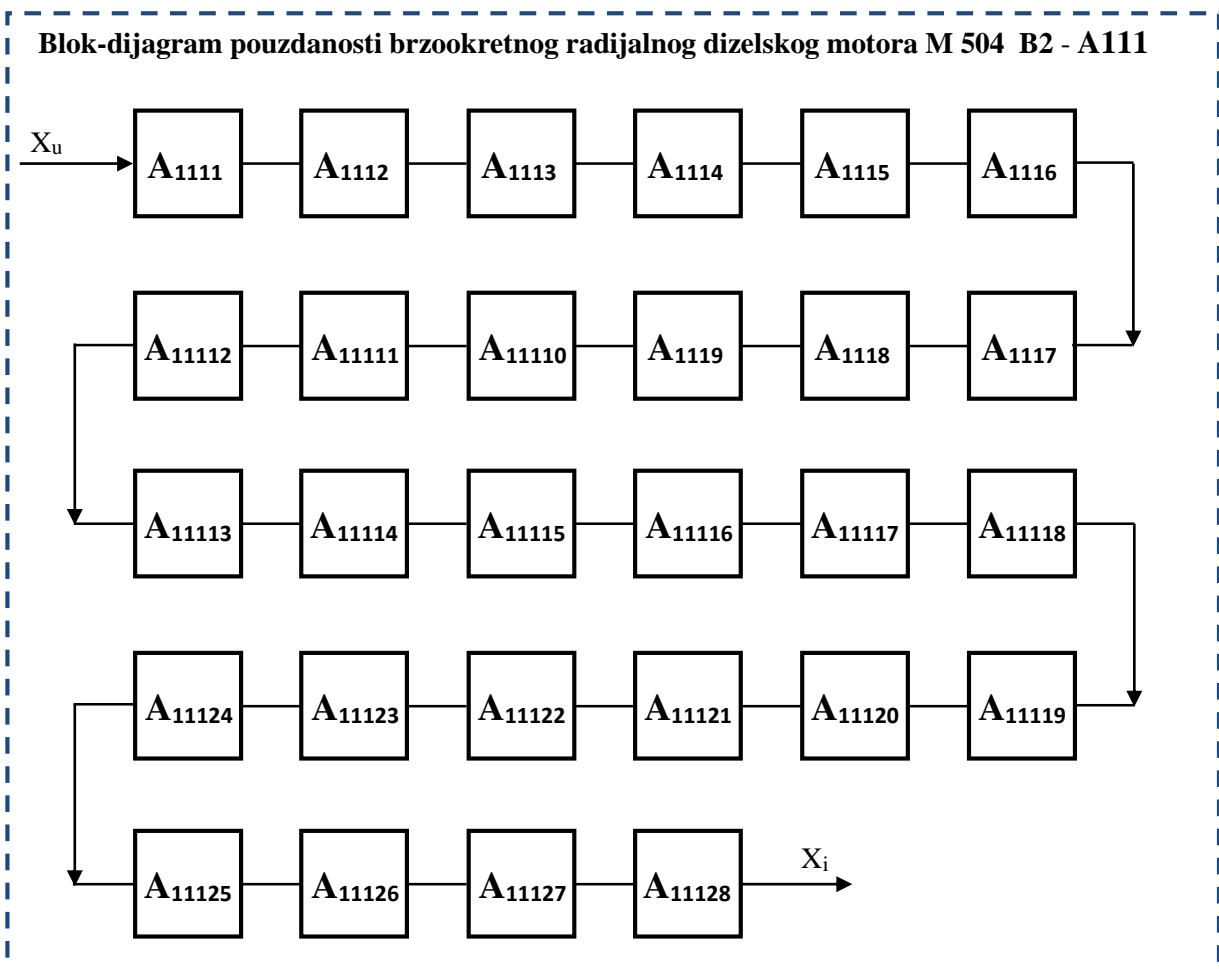 Blok-dijagram pouzdanosti brzookretnog radijalnog dizelskog motora M 504 B2 - A111
Xu
A1111 A1112 A1113 A1114 A1115 A1116
A11112 A11111 A11110 A1119 A1118 A1117
A11113 A11114 A11115 A11116 A11117 A11118
A11124 A11123 A11122 A11121 A11120 A11119
Xi
A11125 A11126 A11127 A11128